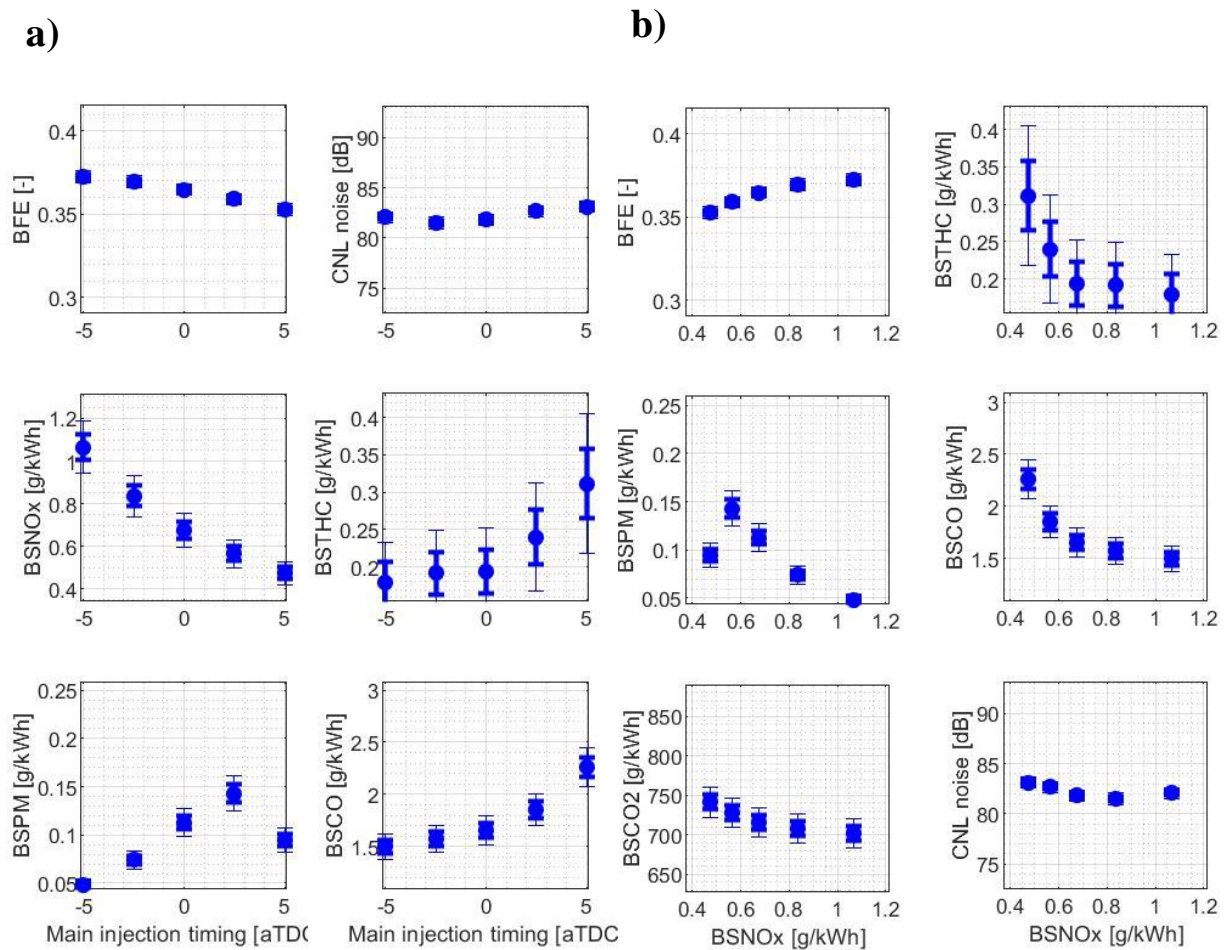 a)
b)
0.4
0.35
0.3
BFE [-]
-5 0 5
90
85
80
75
CNL noise [dB]
-5 0 5
0.4
0.35
0.3
BFE [-]
0.4 0.6 0.8 1 1.2
0.4
0.35
0.3
0.25
0.2
BSTHC [g/kWh]
0.4 0.6 0.8 1 1.2
1.2
1
0.8
0.6
0.4
BSNOx [g/kWh]
-5 0 5
0.4
0.35
0.3
0.25
0.2
BSTHC [g/kWh]
-5 0 5
0.25
0.2
0.15
0.1
0.05
BSPM [g/kWh]
0.4 0.6 0.8 1 1.2
3
2.5
2
1.5
BSCO [g/kWh]
0.4 0.6 0.8 1 1.2
0.25
0.2
0.15
0.1
0.05
BSPM [g/kWh]
-5 0 5
Main injection timing [aTDC
3
2.5
2
1.5
BSCO [g/kWh]
-5 0 5
Main injection timing [aTDC
850
800
750
700
650
BSCO2 [g/kWh]
0.4 0.6 0.8 1 1.2
BSNOx [g/kWh]
90
85
80
75
CNL noise [dB]
0.4 0.6 0.8 1 1.2
BSNOx [g/kWh]